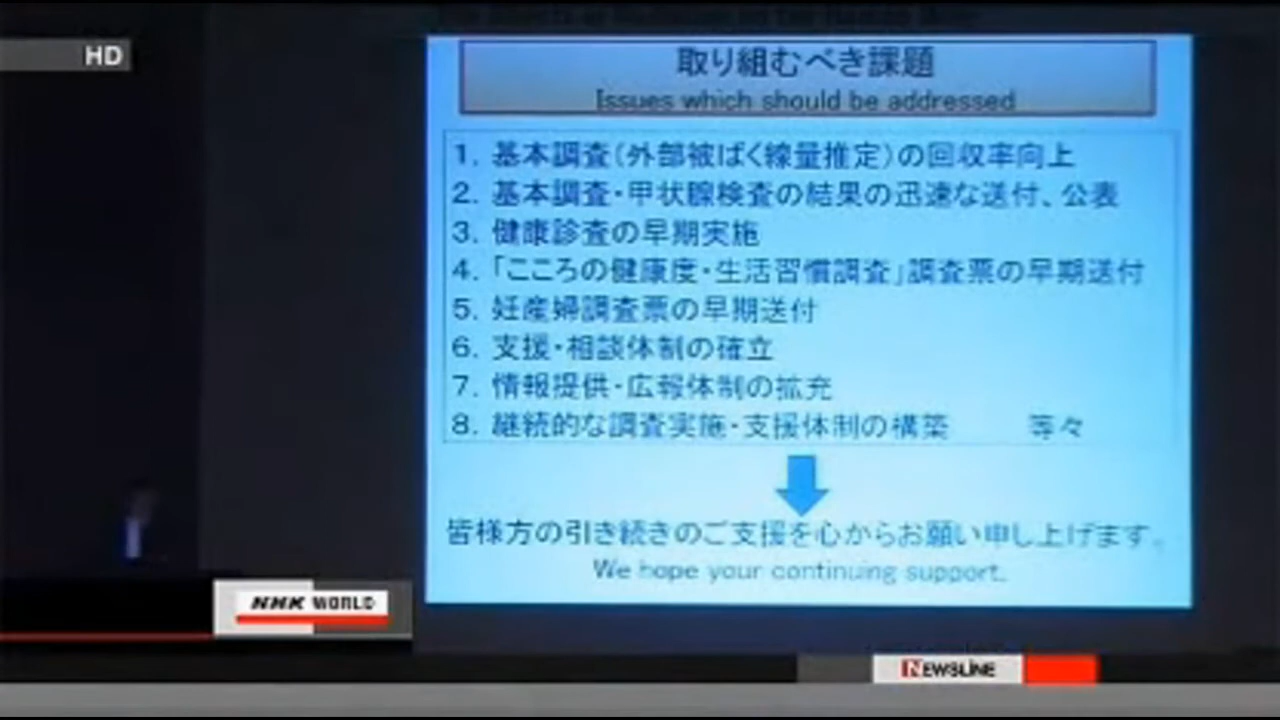 HD
取り組むべき課題
Issues which should be addressed
1. 基本調査(外部被ばく線量推定)の回収率向上
2. 基本調査・甲状腺検査の結果の迅速な送付、公表
3. 健康診査の早期実施
4. 「こころの健康度・生活習慣調査」調査票の早期送付
5. 妊産婦調査票の早期送付
6. 支援・相談体制の確立
7. 情報提供・広報体制の拡充
8. 継続的な調査実施・支援体制の構築 等々
皆様方の引き続きのご支援を心からお願い申し上げます。
We hope your continuing support.
NHK WORLD
NEWSLINE